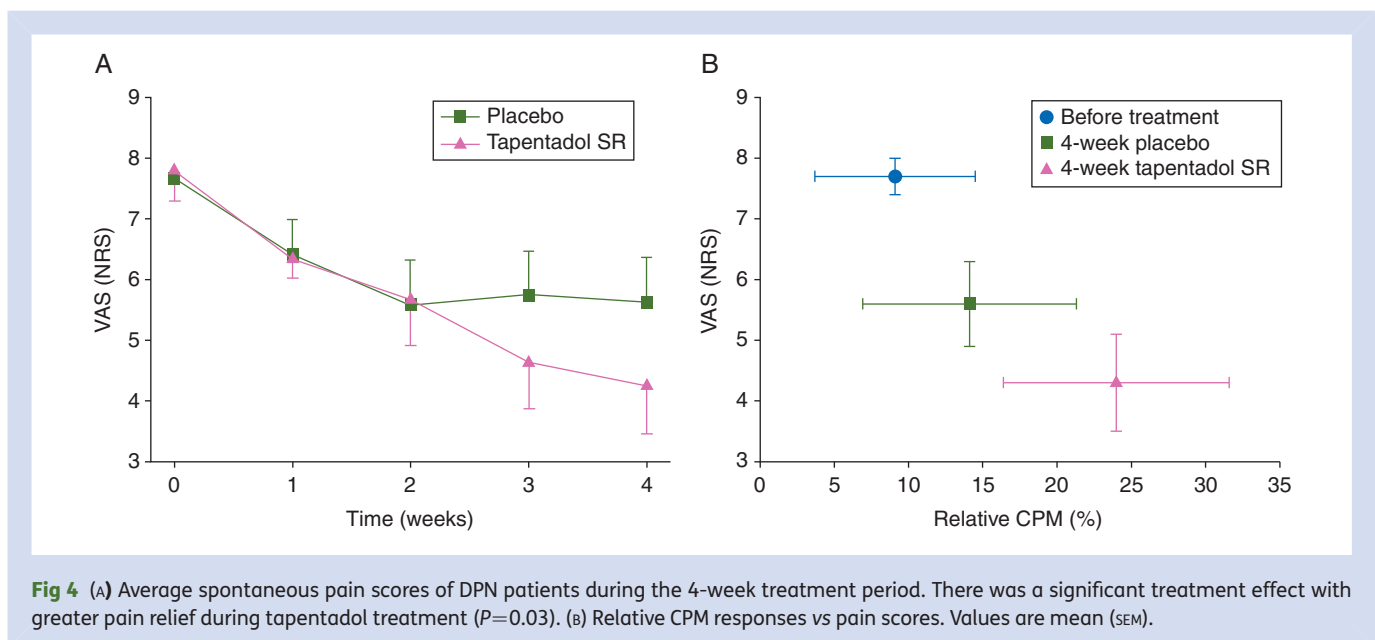 A
9
8
7
6
5
4
3
VAS (NRS)
0 1 2 3 4
Time (weeks)
Placebo
Tapentadol SR
B
9
8
7
6
5
4
3
VAS (NRS)
0 5 10 15 20 25 30 35
Relative CPM (%)
Before treatment
4-week placebo
4-week tapentadol SR
Fig 4 (A) Average spontaneous pain scores of DPN patients during the 4-week treatment period. There was a significant treatment effect with
greater pain relief during tapentadol treatment (P=0.03). (B) Relative CPM responses vs pain scores. Values are mean (SEM).